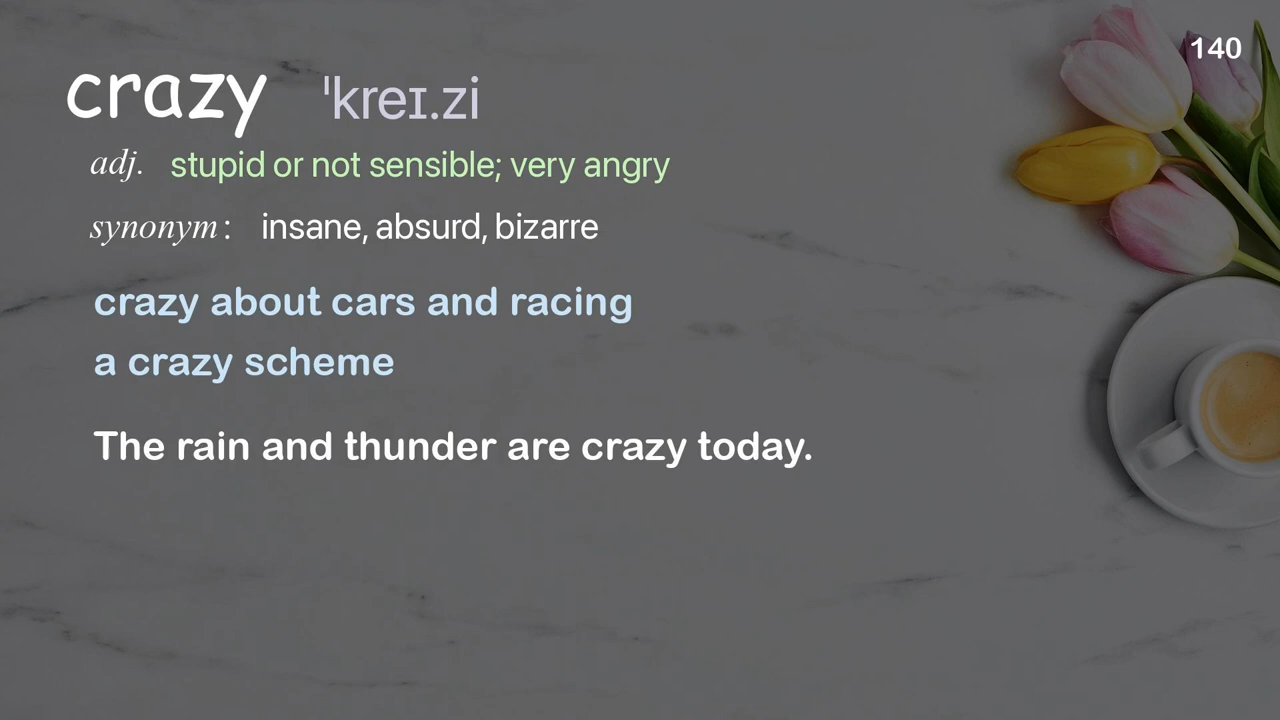 140
crazy ˈkreɪ.zi
adj. stupid or not sensible; very angry
synonym: insane, absurd, bizarre
crazy about cars and racing
a crazy scheme
The rain and thunder are crazy today.